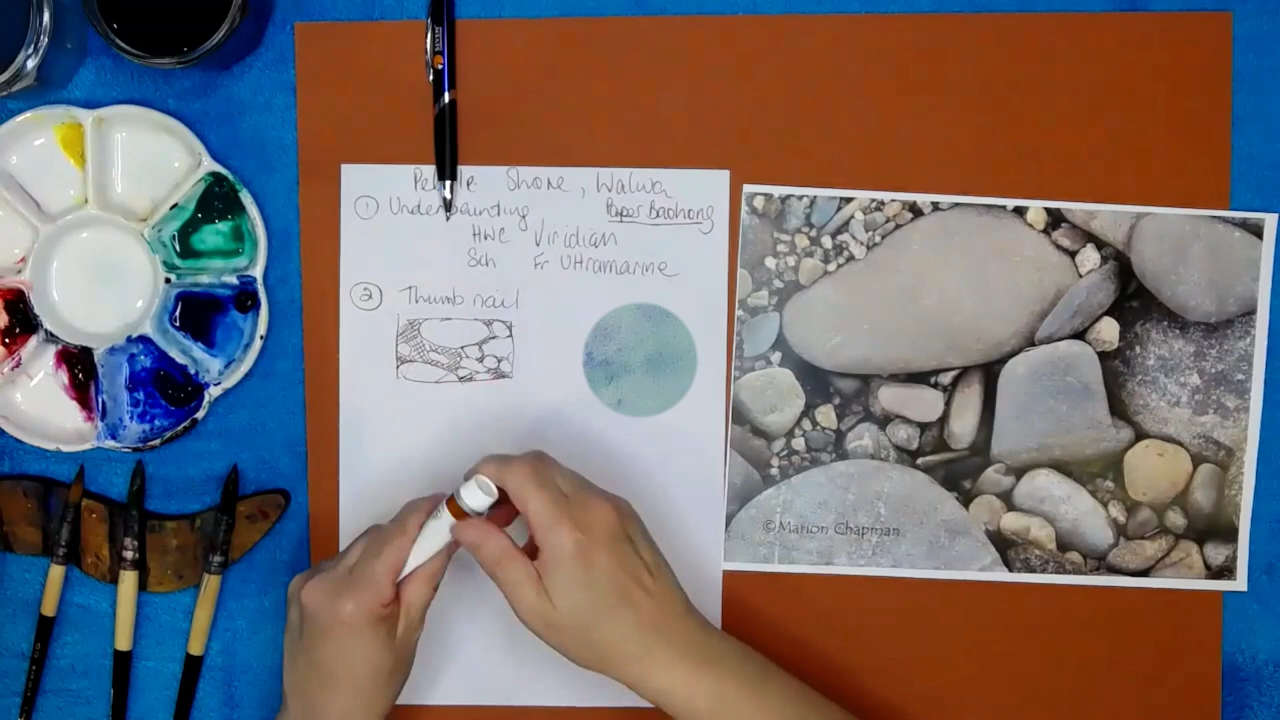 Pebble Shore, Walwa
① Underpainting Paper Baohong
HWC Viridian
Sch Fr Ultramarine
② Thumb nail
©Marion Chapman